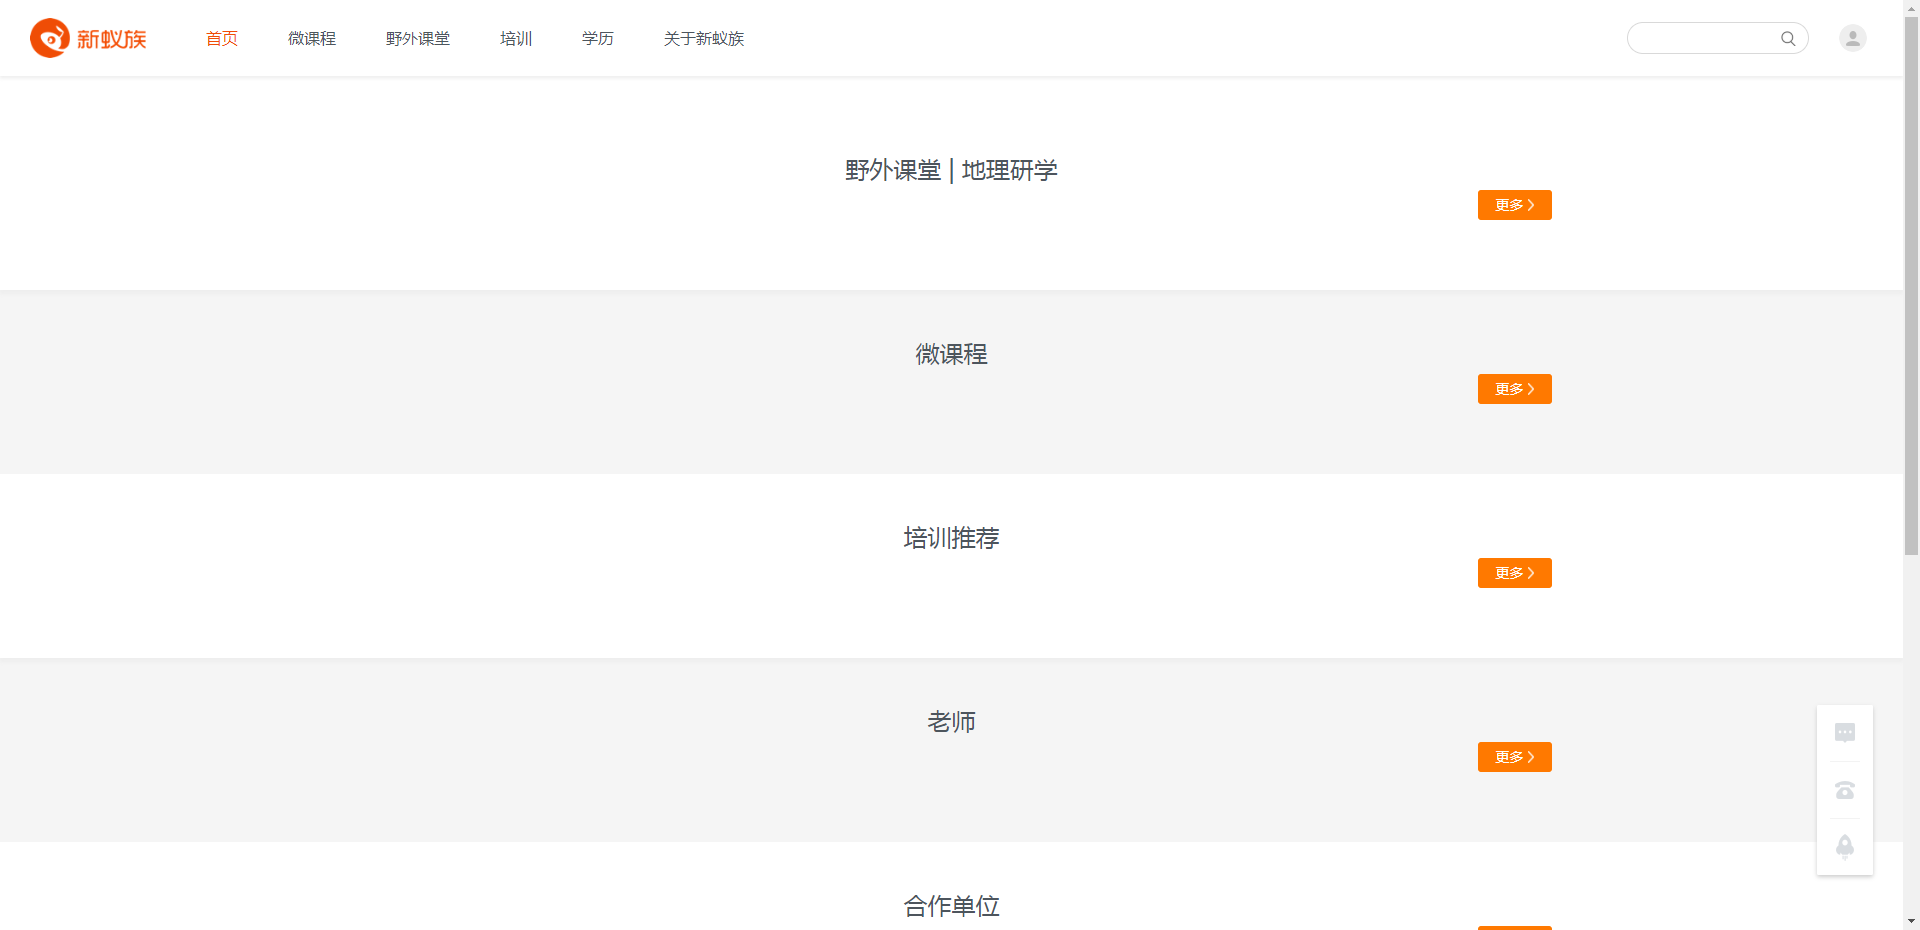 新蚁族 首页 微课程 野外课堂 培训 学历 关于新蚁族
野外课堂 | 地理研学
更多
微课程
更多
培训推荐
更多
老师
更多
合作单位